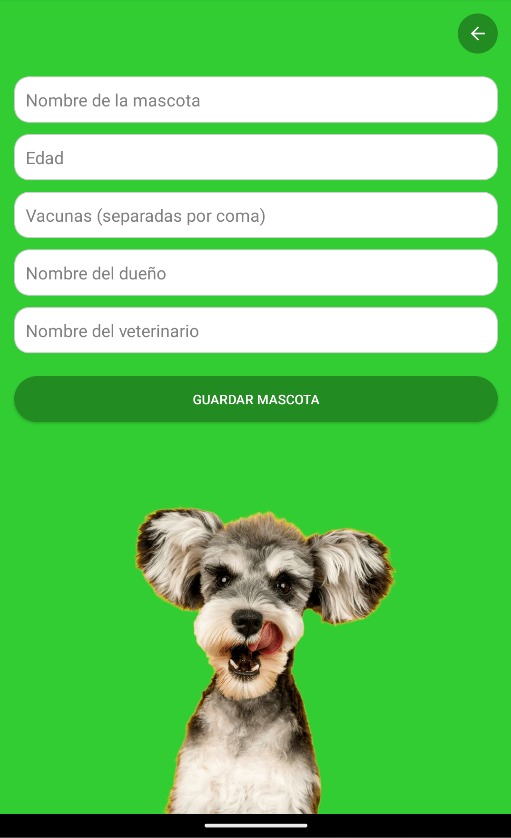 Nombre de la mascota
Edad
Vacunas (separadas por coma)
Nombre del dueño
Nombre del veterinario
GUARDAR MASCOTA